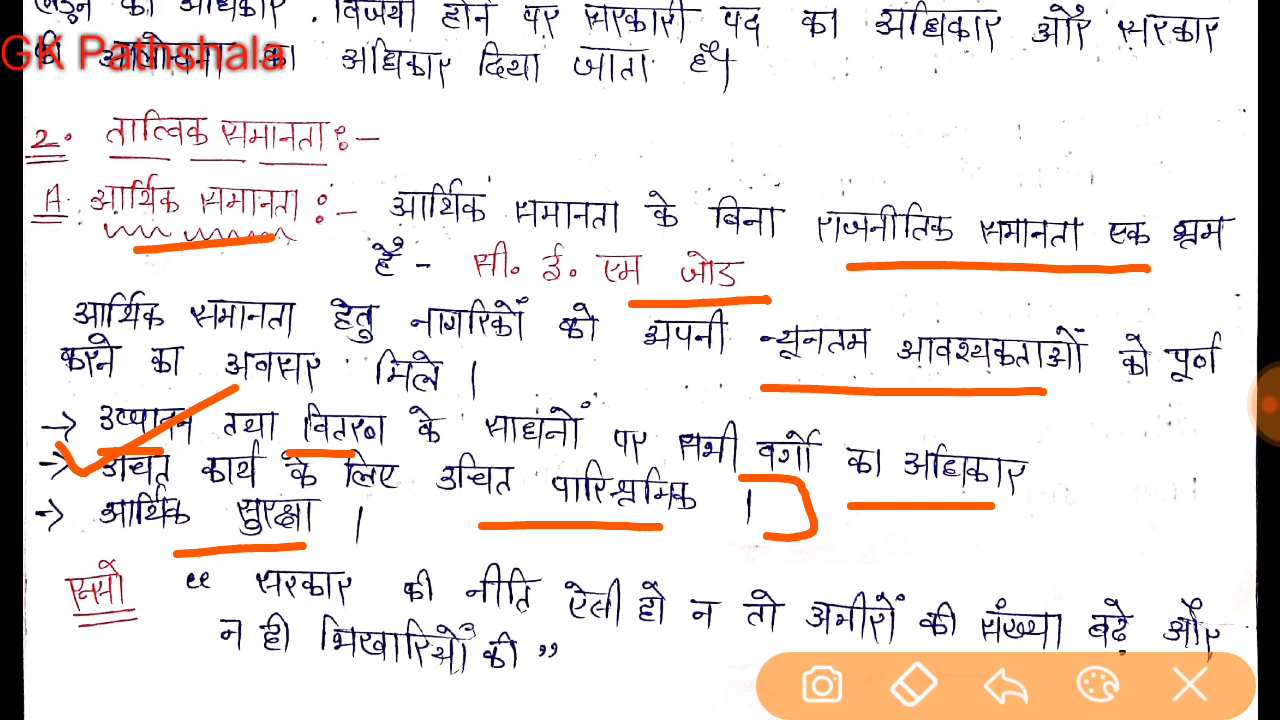 लड़ने का अधिकार, विजयी होने पर सरकारी पद का अधिकार और सरकार
GK Pathshala
की आलोचना का अधिकार दिया जाता है।
2. तात्विक समानता :-
A. आर्थिक समानता :- आर्थिक समानता के बिना राजनीतिक समानता एक भ्रम
है - सी. ई. एम जोड
आर्थिक समानता हेतु नागरिकों को अपनी न्यूनतम आवश्यकताओं को पूर्ण
करने का अवसर मिले।
→ उत्पादन तथा वितरण के साधनों पर सभी वर्गो का अधिकार
→ उचित कार्य के लिए उचित पारिश्रमिक।
→ आर्थिक सुरक्षा।
रूसो “ सरकार की नीति ऐसी हो न तो अमीरों की संख्या बढ़े और
न ही भिखारियों की ”